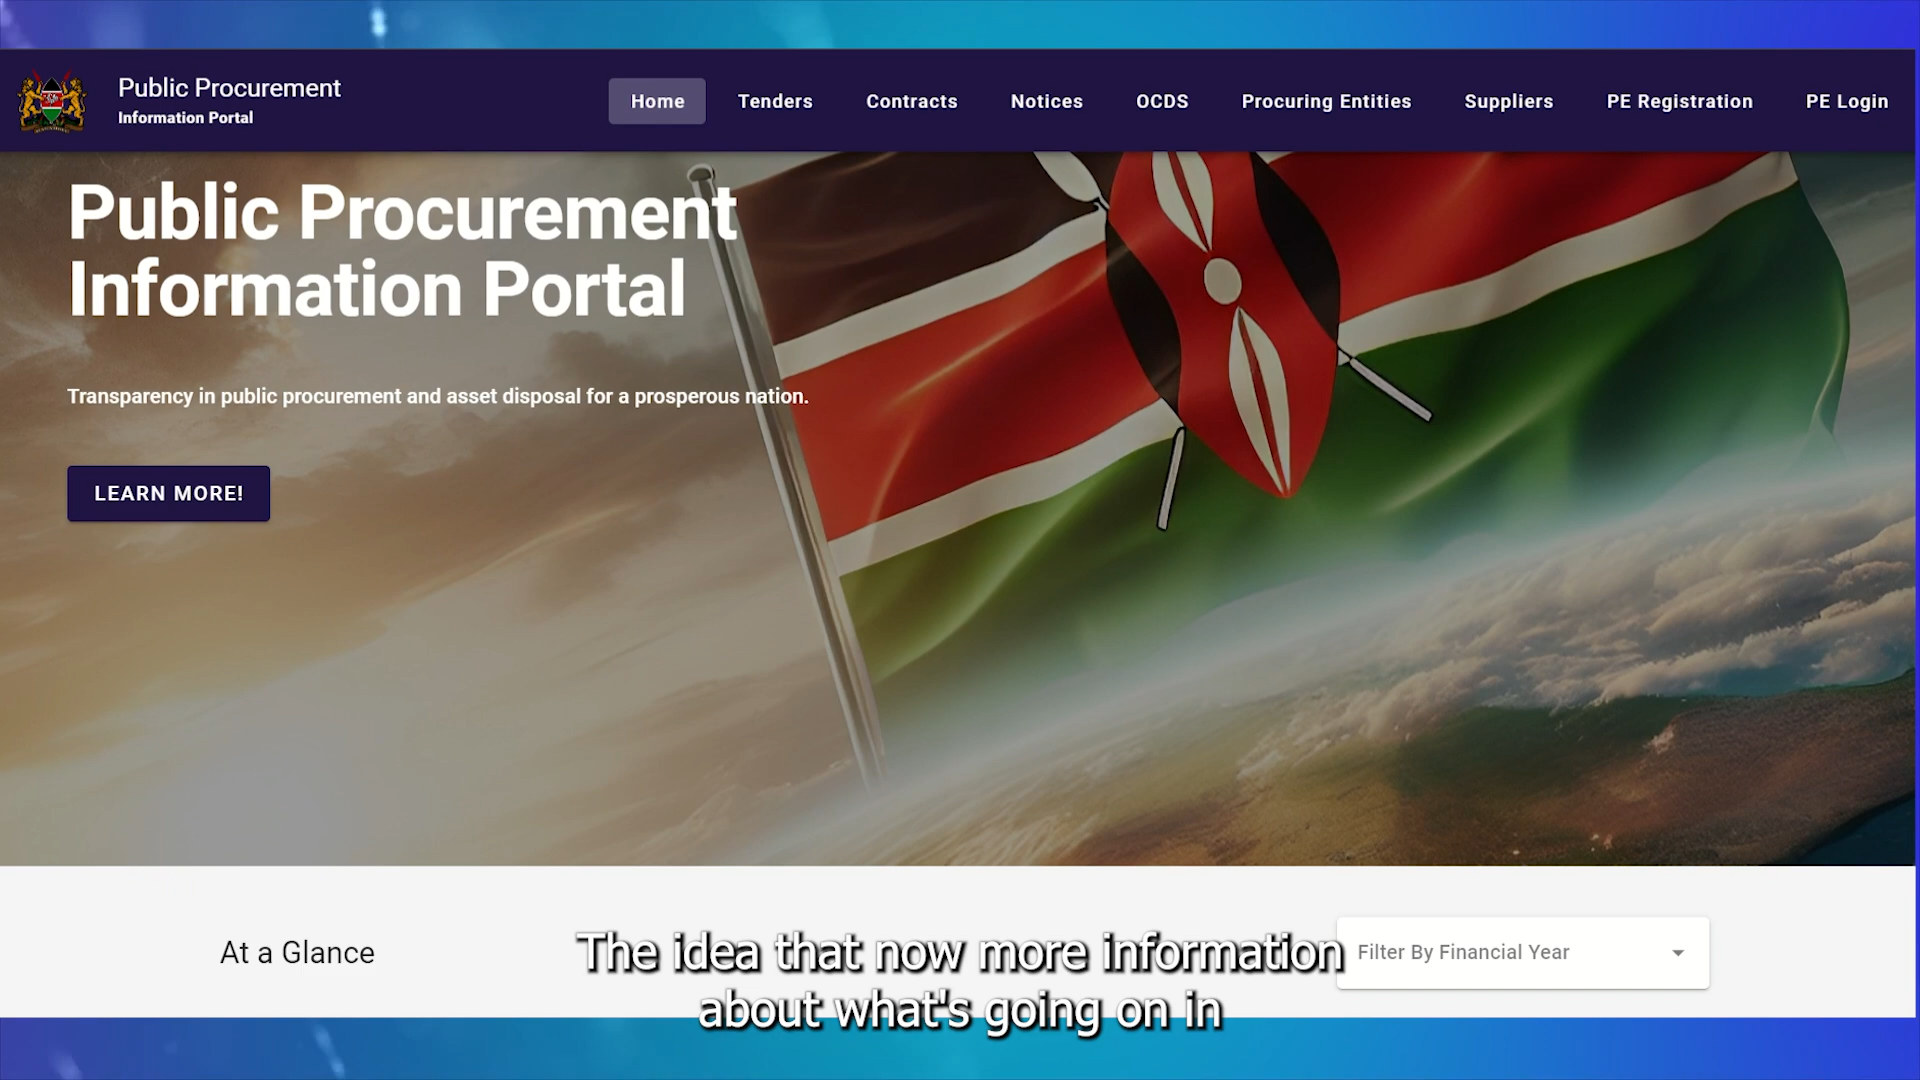 Public Procurement
Information Portal
Home
Tenders
Contracts
Notices
OCDS
Procuring Entities
Suppliers
PE Registration
PE Login
Public Procurement
Information Portal
Transparency in public procurement and asset disposal for a prosperous nation.
LEARN MORE!
At a Glance
Filter By Financial Year
The idea that now more information
about what's going on in